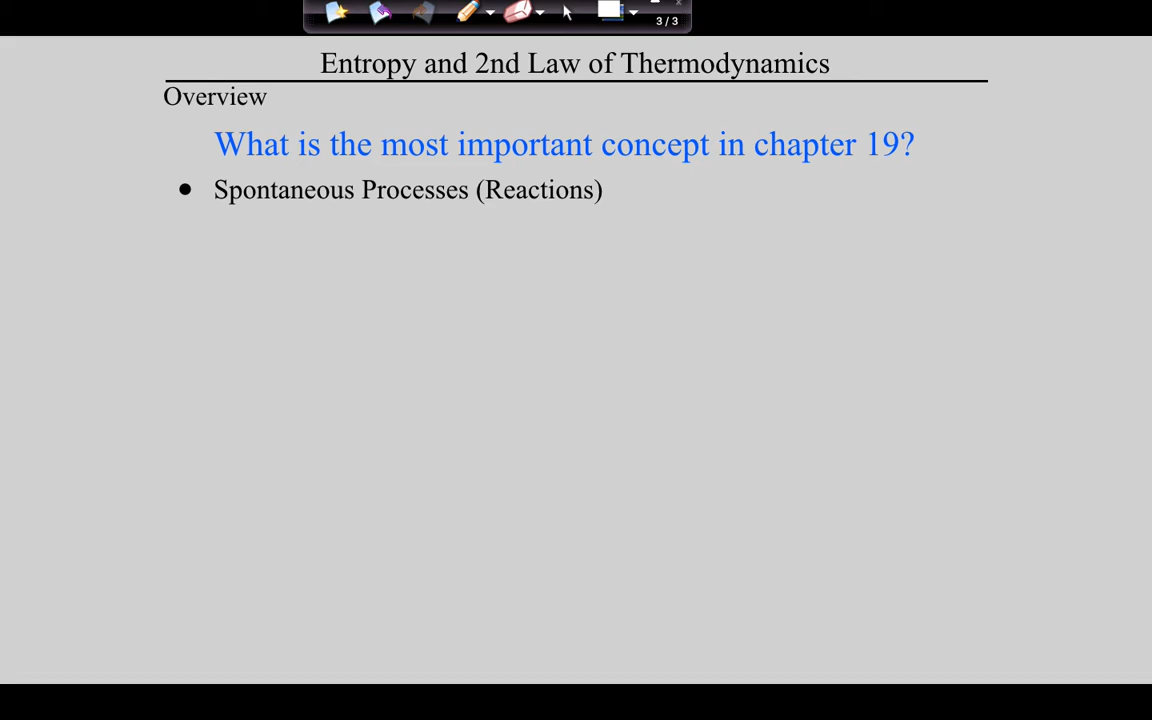 3 / 3
Entropy and 2nd Law of Thermodynamics
Overview
What is the most important concept in chapter 19?
• Spontaneous Processes (Reactions)